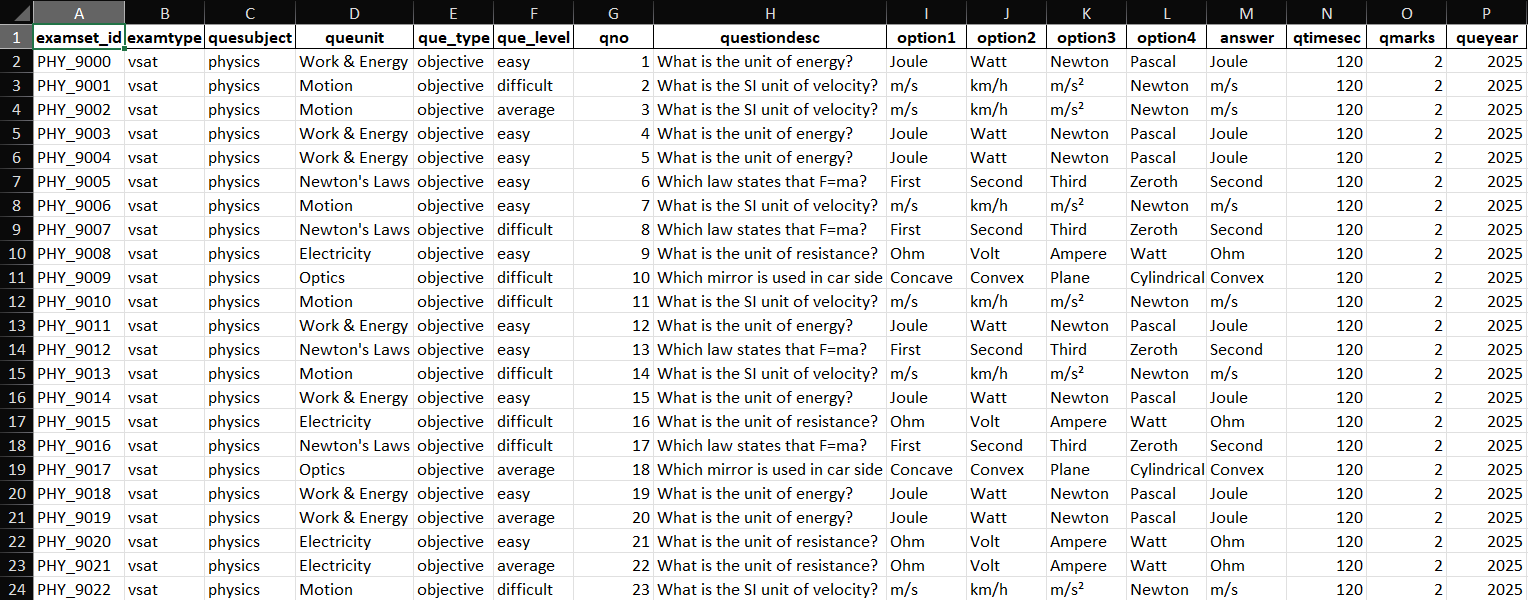 A B C D E F G H I J K L M N O P
1 examset_id examtype quesubject queunit que_type que_level qno questiondesc option1 option2 option3 option4 answer qtimesec qmarks queyear
2 PHY_9000 vsat physics Work & Energy objective easy 1 What is the unit of energy? Joule Watt Newton Pascal Joule 120 2 2025
3 PHY_9001 vsat physics Motion objective difficult 2 What is the SI unit of velocity? m/s km/h m/s² Newton m/s 120 2 2025
4 PHY_9002 vsat physics Motion objective average 3 What is the SI unit of velocity? m/s km/h m/s² Newton m/s 120 2 2025
5 PHY_9003 vsat physics Work & Energy objective easy 4 What is the unit of energy? Joule Watt Newton Pascal Joule 120 2 2025
6 PHY_9004 vsat physics Work & Energy objective easy 5 What is the unit of energy? Joule Watt Newton Pascal Joule 120 2 2025
7 PHY_9005 vsat physics Newton's Laws objective easy 6 Which law states that F=ma? First Second Third Zeroth Second 120 2 2025
8 PHY_9006 vsat physics Motion objective easy 7 What is the SI unit of velocity? m/s km/h m/s² Newton m/s 120 2 2025
9 PHY_9007 vsat physics Newton's Laws objective difficult 8 Which law states that F=ma? First Second Third Zeroth Second 120 2 2025
10 PHY_9008 vsat physics Electricity objective easy 9 What is the unit of resistance? Ohm Volt Ampere Watt Ohm 120 2 2025
11 PHY_9009 vsat physics Optics objective difficult 10 Which mirror is used in car side Concave Convex Plane Cylindrical Convex 120 2 2025
12 PHY_9010 vsat physics Motion objective difficult 11 What is the SI unit of velocity? m/s km/h m/s² Newton m/s 120 2 2025
13 PHY_9011 vsat physics Work & Energy objective easy 12 What is the unit of energy? Joule Watt Newton Pascal Joule 120 2 2025
14 PHY_9012 vsat physics Newton's Laws objective easy 13 Which law states that F=ma? First Second Third Zeroth Second 120 2 2025
15 PHY_9013 vsat physics Motion objective difficult 14 What is the SI unit of velocity? m/s km/h m/s² Newton m/s 120 2 2025
16 PHY_9014 vsat physics Work & Energy objective easy 15 What is the unit of energy? Joule Watt Newton Pascal Joule 120 2 2025
17 PHY_9015 vsat physics Electricity objective difficult 16 What is the unit of resistance? Ohm Volt Ampere Watt Ohm 120 2 2025
18 PHY_9016 vsat physics Newton's Laws objective difficult 17 Which law states that F=ma? First Second Third Zeroth Second 120 2 2025
19 PHY_9017 vsat physics Optics objective average 18 Which mirror is used in car side Concave Convex Plane Cylindrical Convex 120 2 2025
20 PHY_9018 vsat physics Work & Energy objective easy 19 What is the unit of energy? Joule Watt Newton Pascal Joule 120 2 2025
21 PHY_9019 vsat physics Work & Energy objective average 20 What is the unit of energy? Joule Watt Newton Pascal Joule 120 2 2025
22 PHY_9020 vsat physics Electricity objective easy 21 What is the unit of resistance? Ohm Volt Ampere Watt Ohm 120 2 2025
23 PHY_9021 vsat physics Electricity objective average 22 What is the unit of resistance? Ohm Volt Ampere Watt Ohm 120 2 2025
24 PHY_9022 vsat physics Motion objective difficult 23 What is the SI unit of velocity? m/s km/h m/s² Newton m/s 120 2 2025